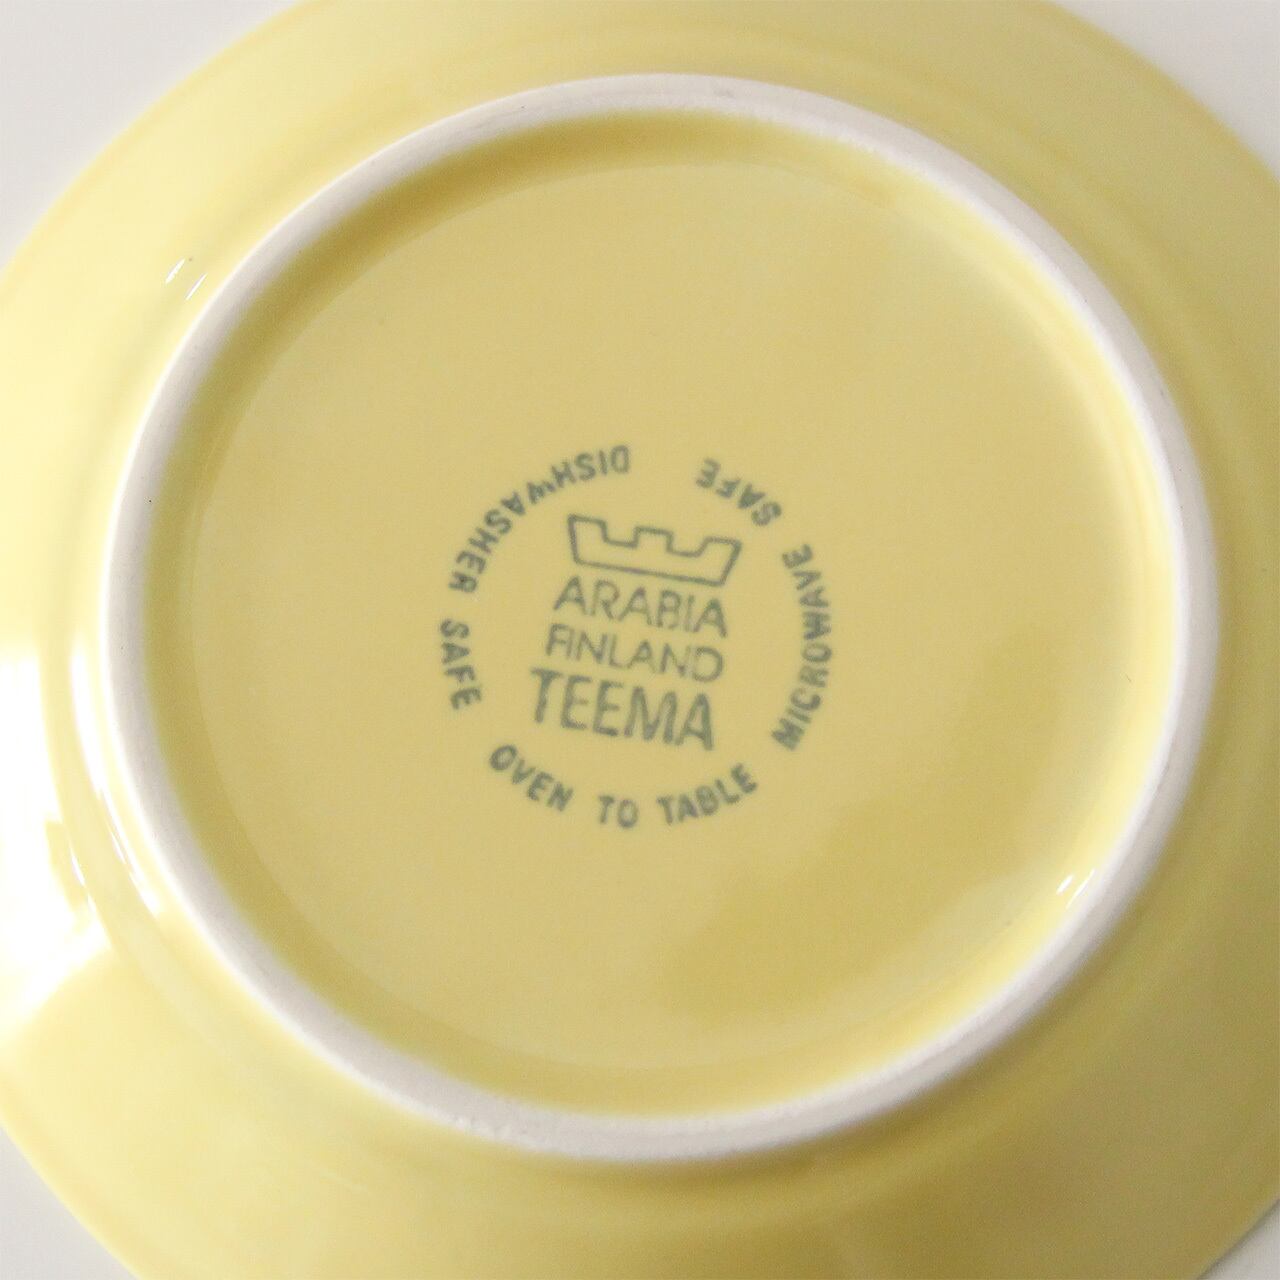 ARABIA
FINLAND
TEEMA
DISHWASHER SAFE
OVEN TO TABLE
MICROWAVE SAFE